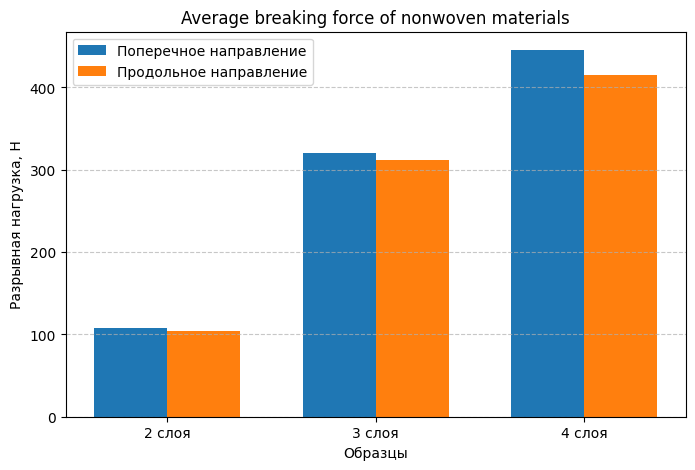 Average breaking force of nonwoven materials
Поперечное направление
Продольное направление
Разрывная нагрузка, Н
400
300
200
100
0
2 слоя
3 слоя
4 слоя
Образцы